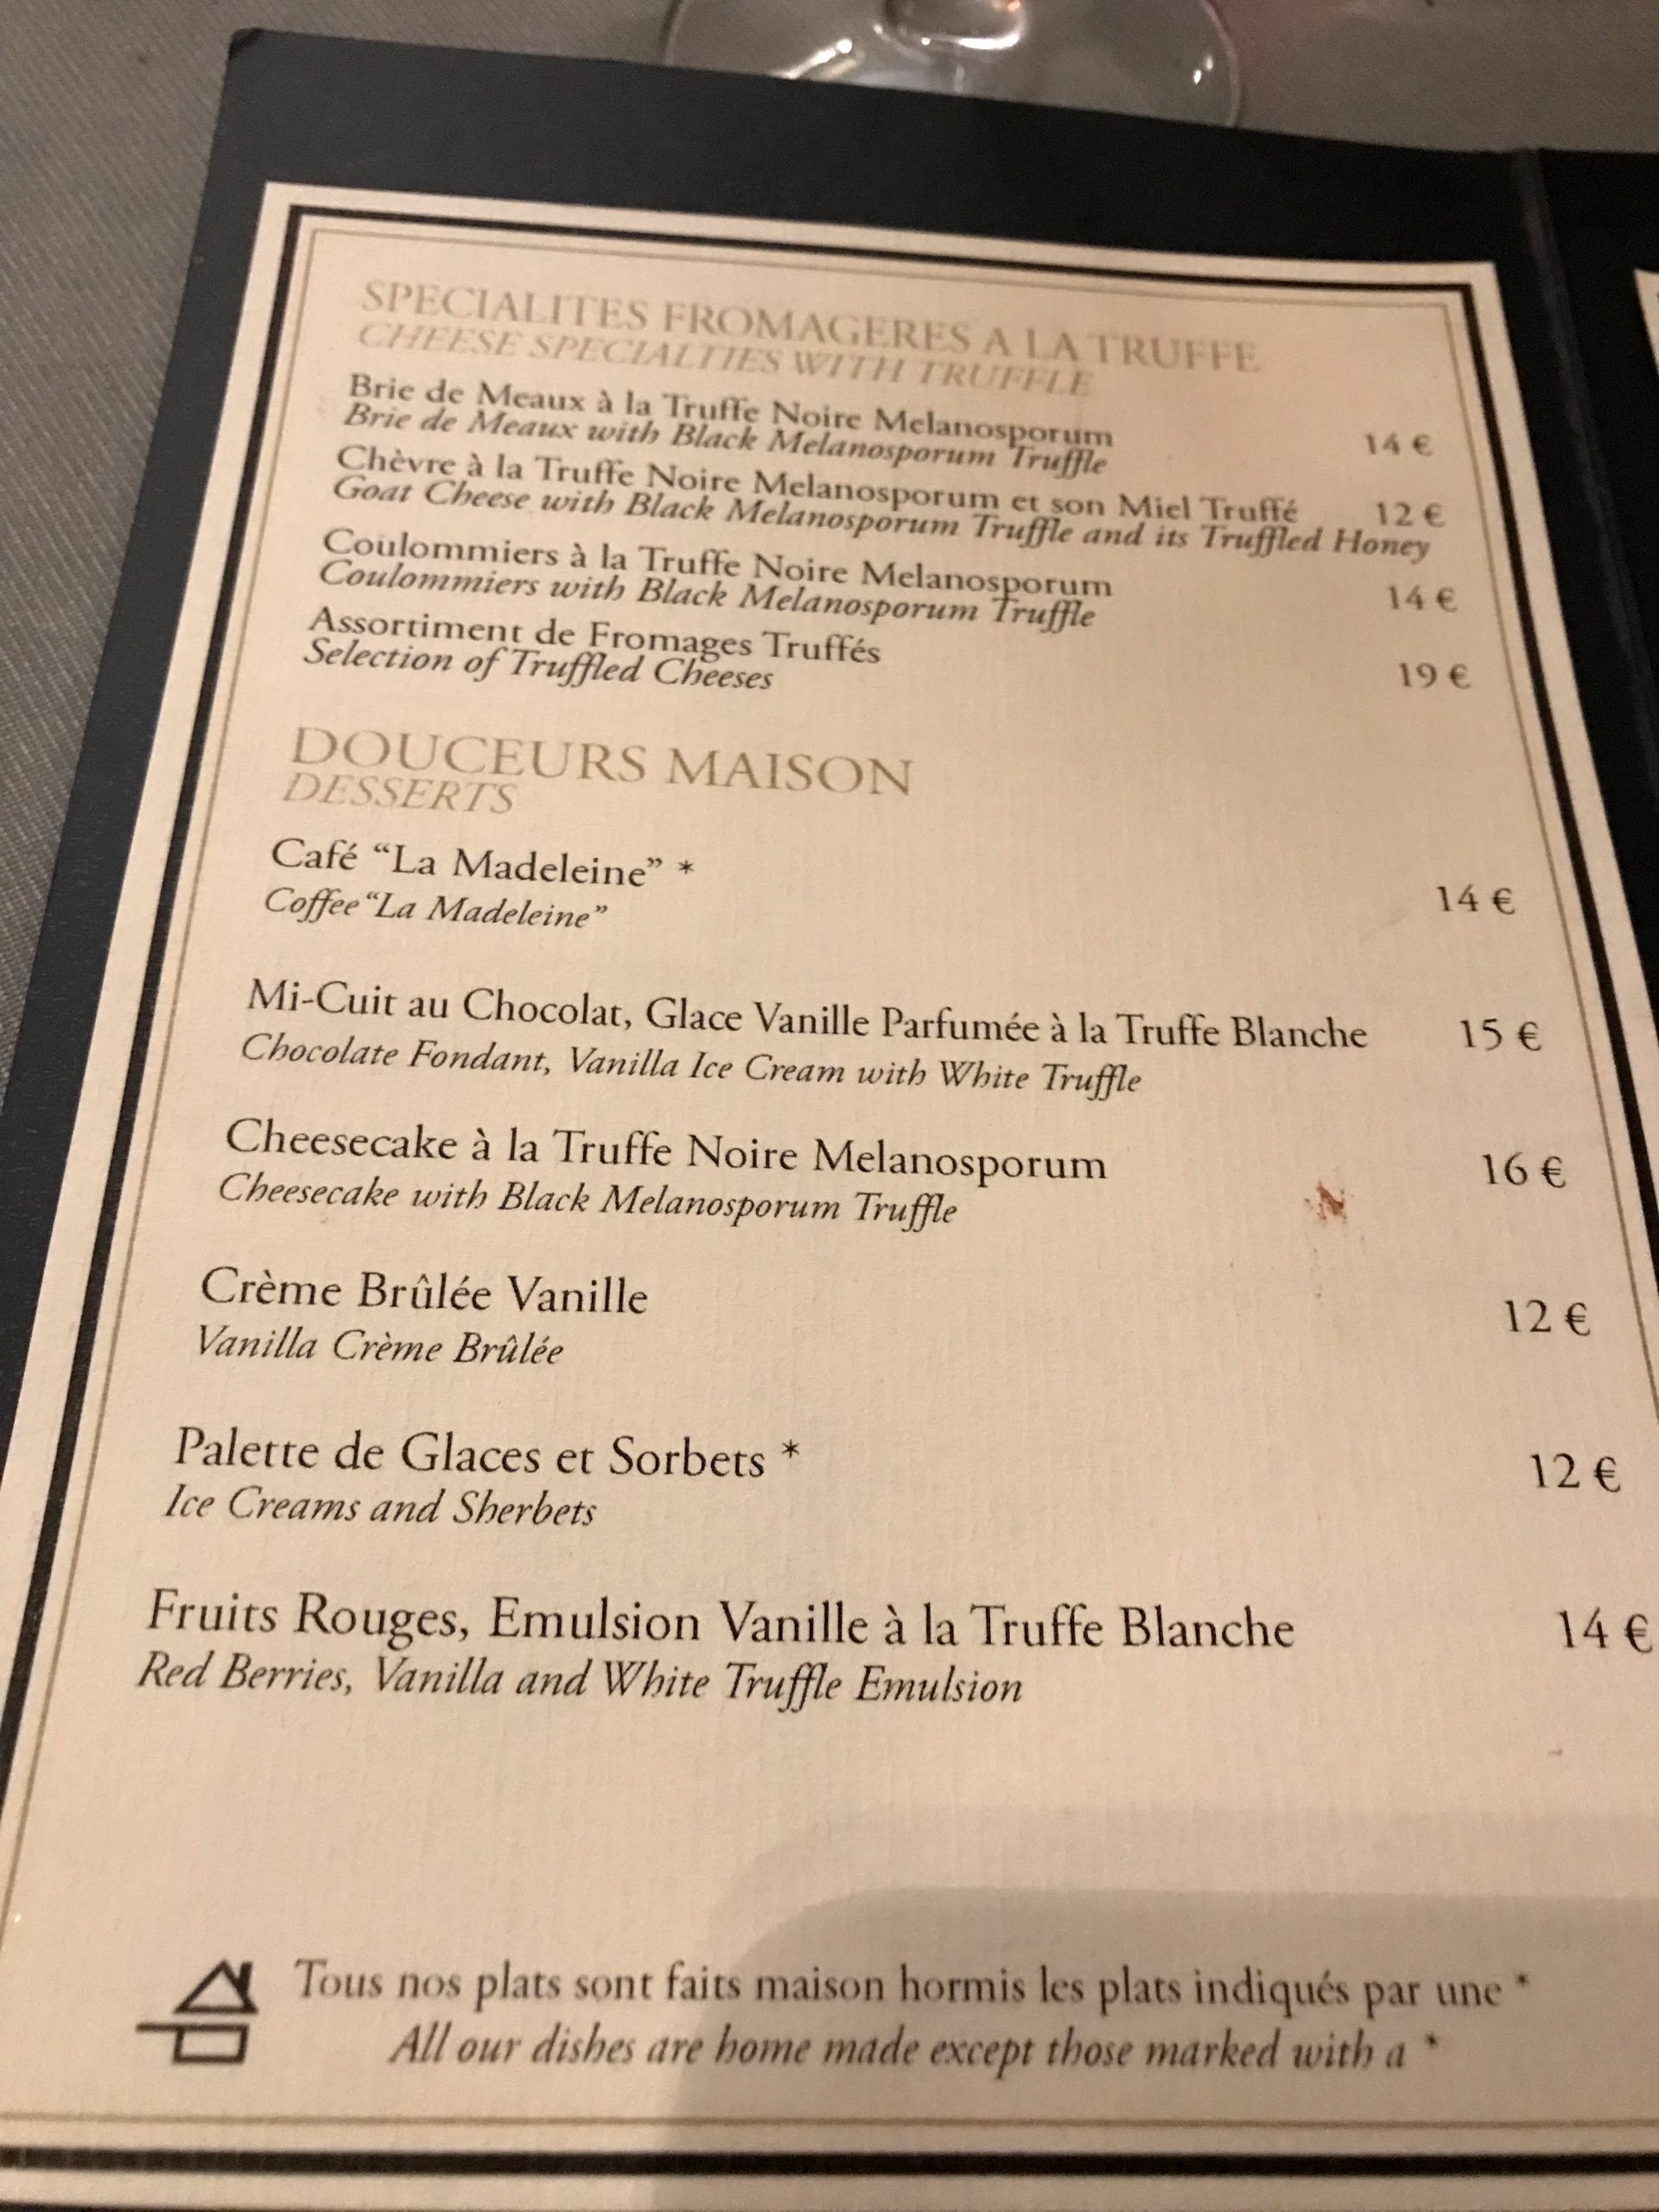 SPECIALITES FROMAGERES A LA TRUFFE
CHEESE SPECIALTIES WITH TRUFFLE
Brie de Meaux à la Truffe Noire Melanosporum
Brie de Meaux with Black Melanosporum Truffle
14 €
Chèvre à la Truffe Noire Melanosporum et son Miel Truffé 12 €
Goat Cheese with Black Melanosporum Truffle and its Truffled Honey
Coulommiers à la Truffe Noire Melanosporum
Coulommiers with Black Melanosporum Truffle
14 €
Assortiment de Fromages Truffés
Selection of Truffled Cheeses
19 €
DOUCEURS MAISON
DESSERTS
Café “La Madeleine” *
Coffee “La Madeleine”
14 €
Mi-Cuit au Chocolat, Glace Vanille Parfumée à la Truffe Blanche 15 €
Chocolate Fondant, Vanilla Ice Cream with White Truffle
Cheesecake à la Truffe Noire Melanosporum 16 €
Cheesecake with Black Melanosporum Truffle
Crème Brûlée Vanille 12 €
Vanilla Crème Brûlée
Palette de Glaces et Sorbets * 12 €
Ice Creams and Sherbets
Fruits Rouges, Emulsion Vanille à la Truffe Blanche 14 €
Red Berries, Vanilla and White Truffle Emulsion
Tous nos plats sont faits maison hormis les plats indiqués par une *
All our dishes are home made except those marked with a *